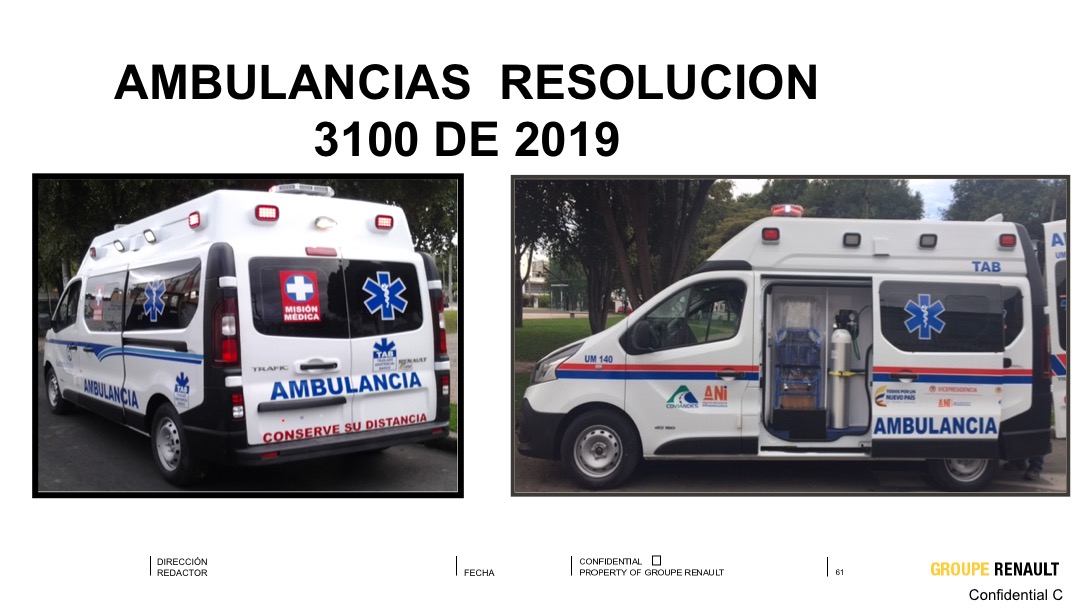 AMBULANCIAS RESOLUCION
3100 DE 2019
MISIÓN
MÉDICA
TAB
TRAFIC
RENAULT
AMBULANCIA
CONSERVE SU DISTANCIA
AMBULANCIA
TAB
TAB
UM 140
COVIANDES
ANi
TODOS POR UN
NUEVO PAÍS
VICEPRESIDENCIA
ANi
AMBULANCIA
DIRECCIÓN
REDACTOR
FECHA
CONFIDENTIAL
PROPERTY OF GROUPE RENAULT
61
GROUPE RENAULT
Confidential C